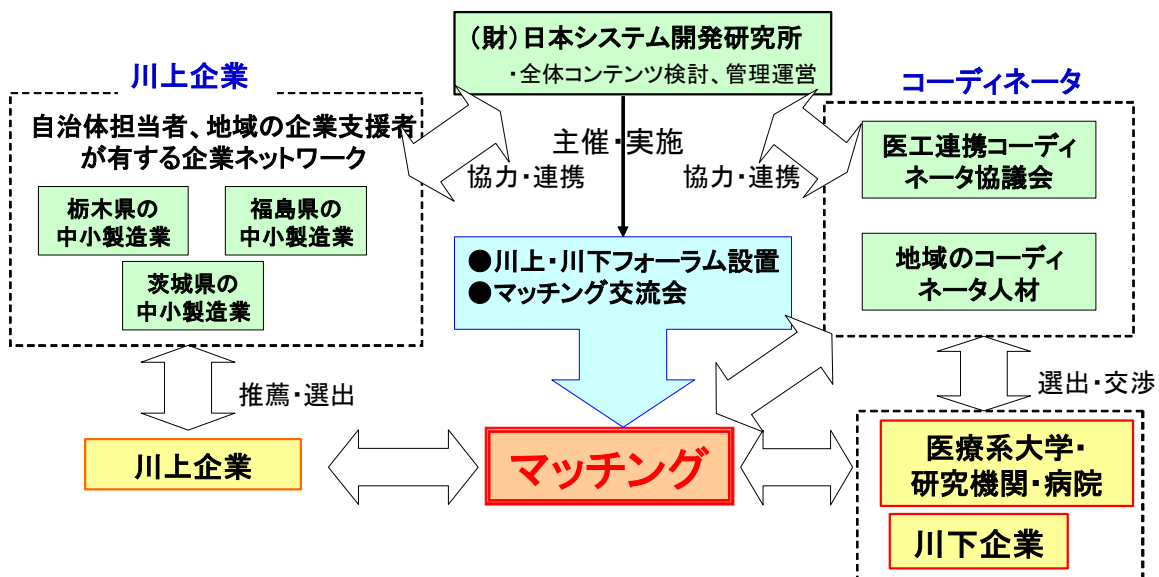 (財)日本システム開発研究所
・全体コンテンツ検討、管理運営
川上企業
コーディネータ
自治体担当者、地域の企業支援者
が有する企業ネットワーク
栃木県の
中小製造業
福島県の
中小製造業
茨城県の
中小製造業
協力・連携
主催・実施
協力・連携
医工連携コーディ
ネータ協議会
地域のコーディ
ネータ人材
●川上・川下フォーラム設置
●マッチング交流会
推薦・選出
選出・交渉
川上企業
マッチング
医療系大学・
研究機関・病院
川下企業